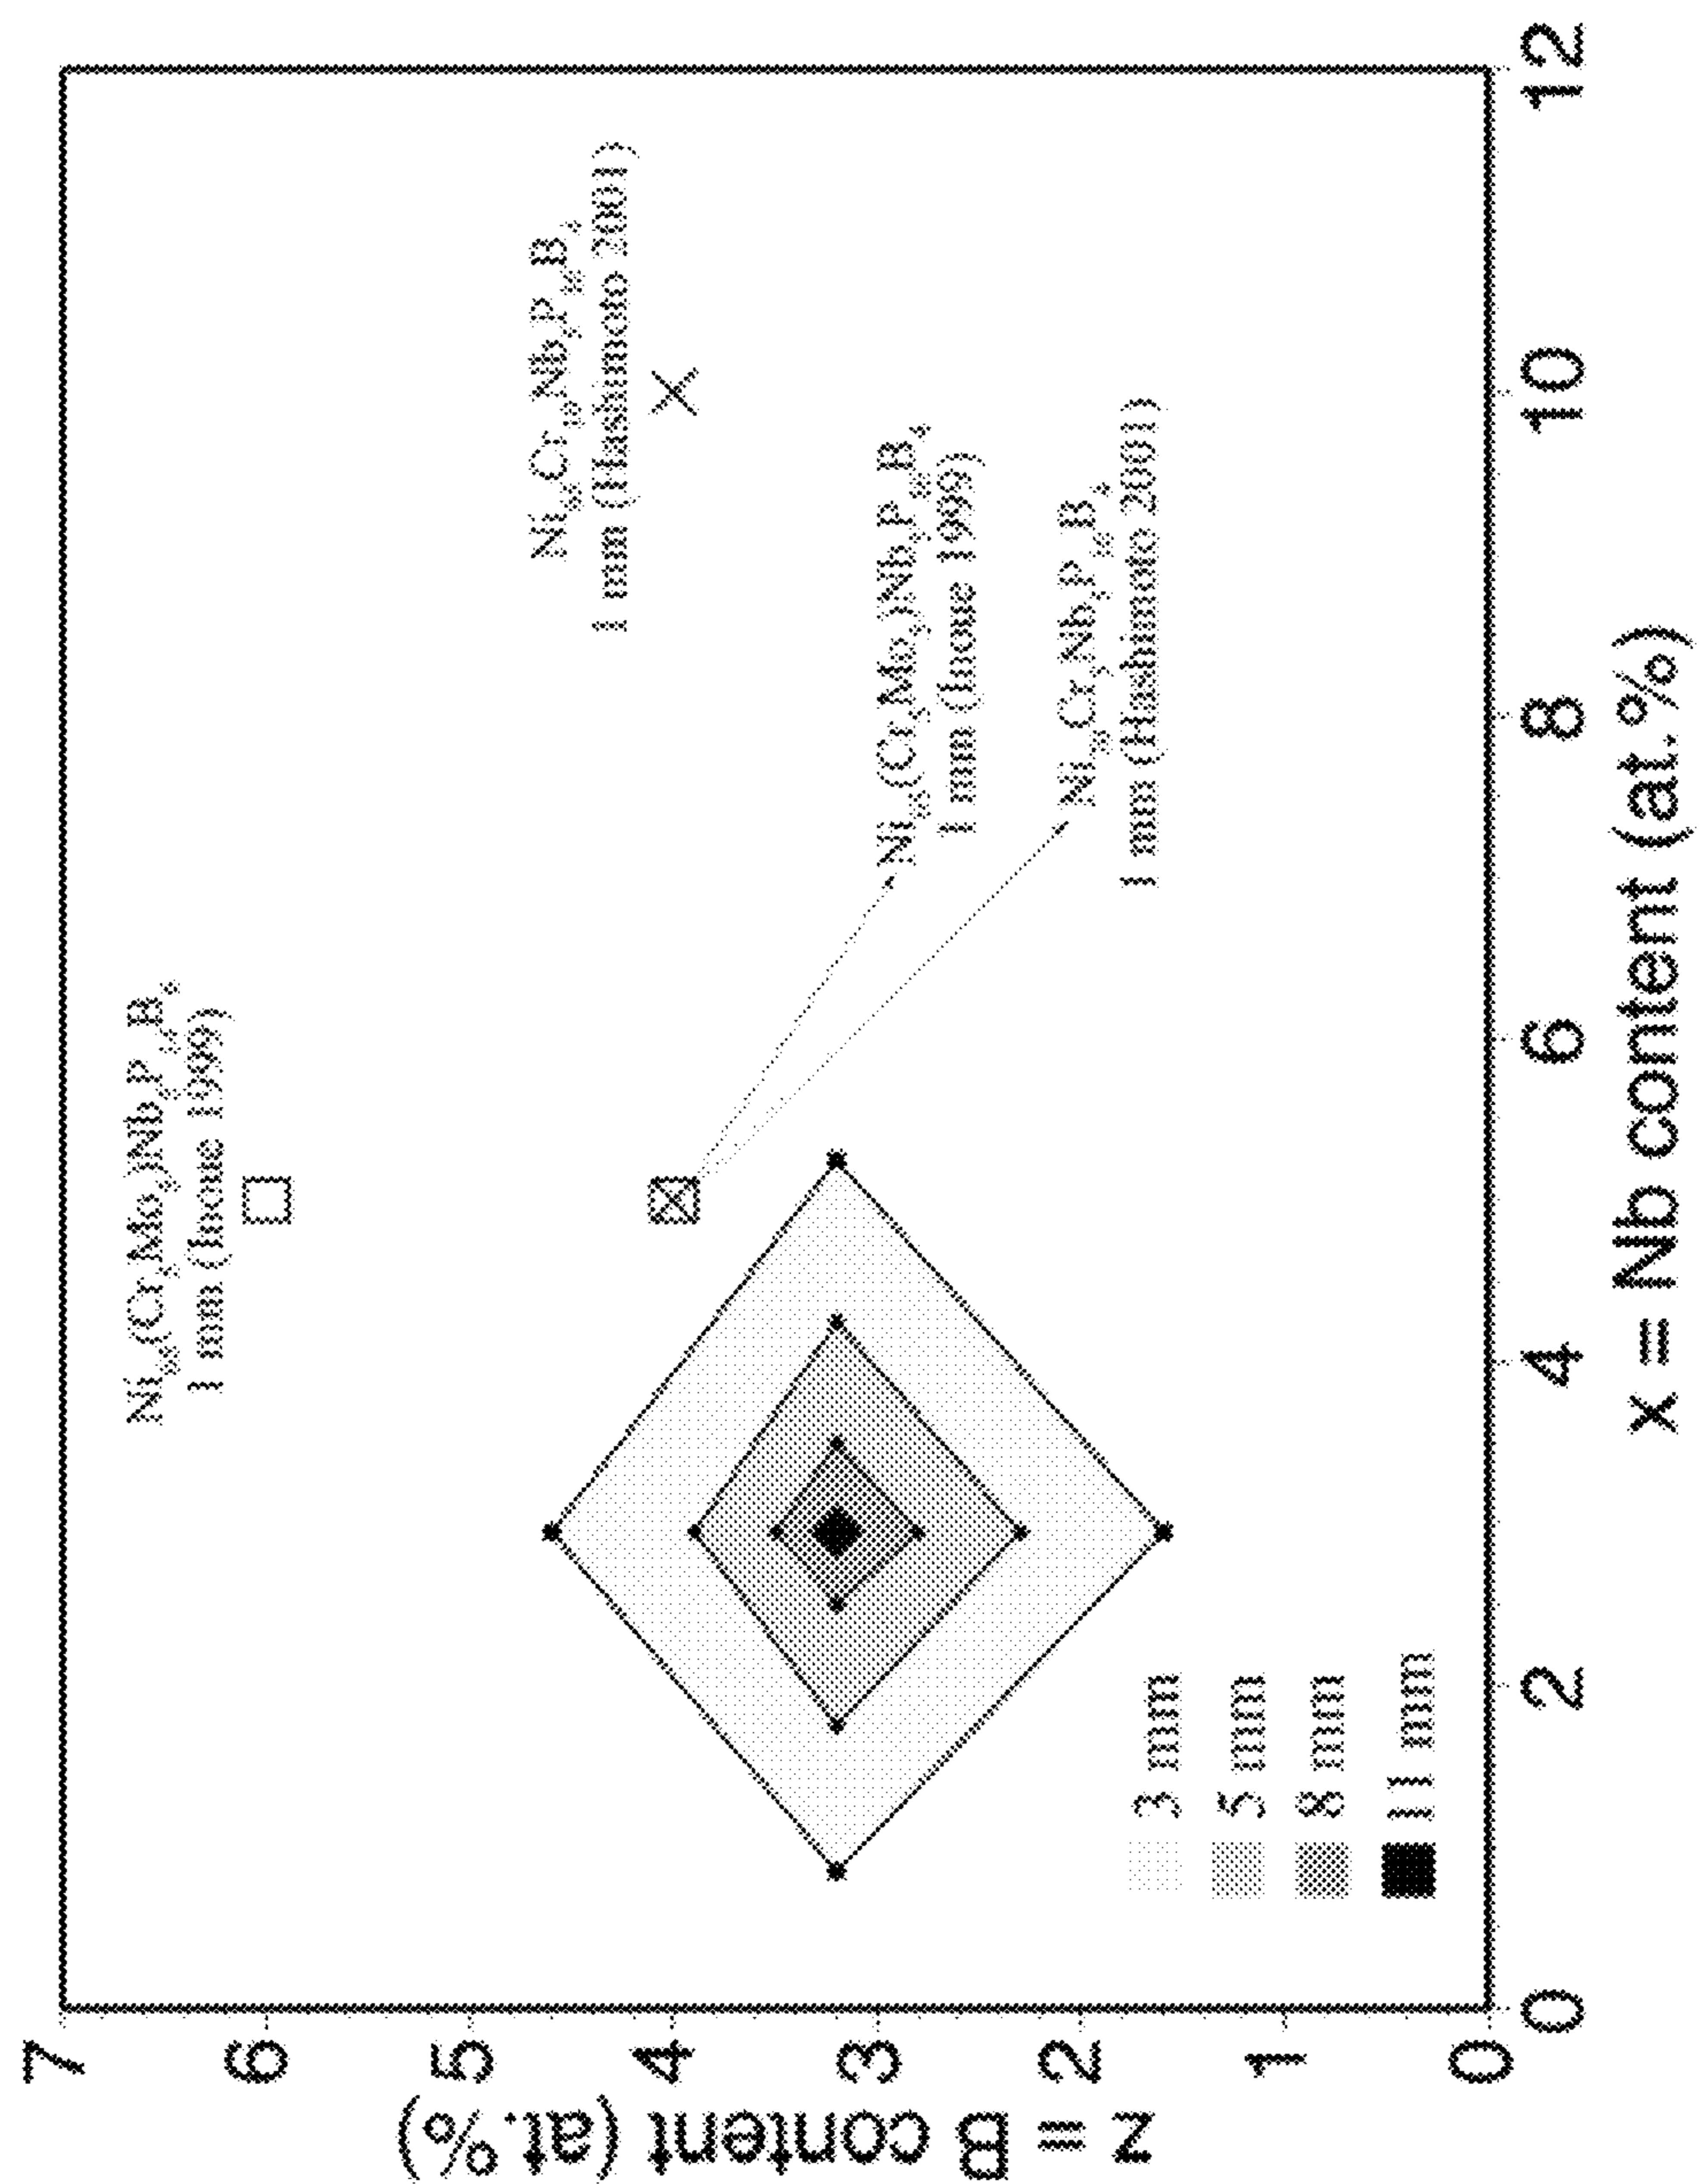 7
6
5
4
3
2
1
0
z = B content (at.%)
0
2
4
6
8
10
12
x = Nb content (at.%)
1 mm (Inoue 1999)
1 mm (Hashimoto 2001)
1 mm (Inoue 1999)
1 mm (Hashimoto 2001)
3 mm
5 mm
8 mm
11 mm